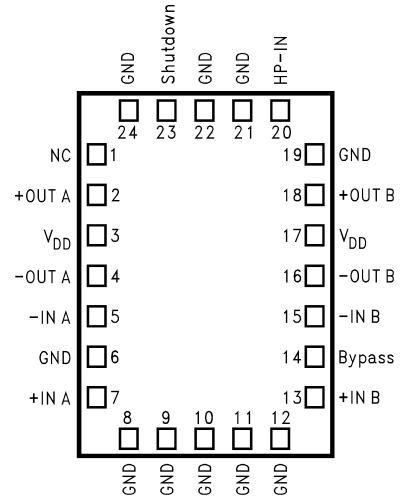 GND Shutdown GND GND HP-IN
24 23 22 21 20
NC 1 19 GND
+OUT A 2 18 +OUT B
VDD 3 17 VDD
-OUT A 4 16 -OUT B
-IN A 5 15 -IN B
GND 6 14 Bypass
+IN A 7 13 +IN B
8 9 10 11 12
GND GND GND GND GND